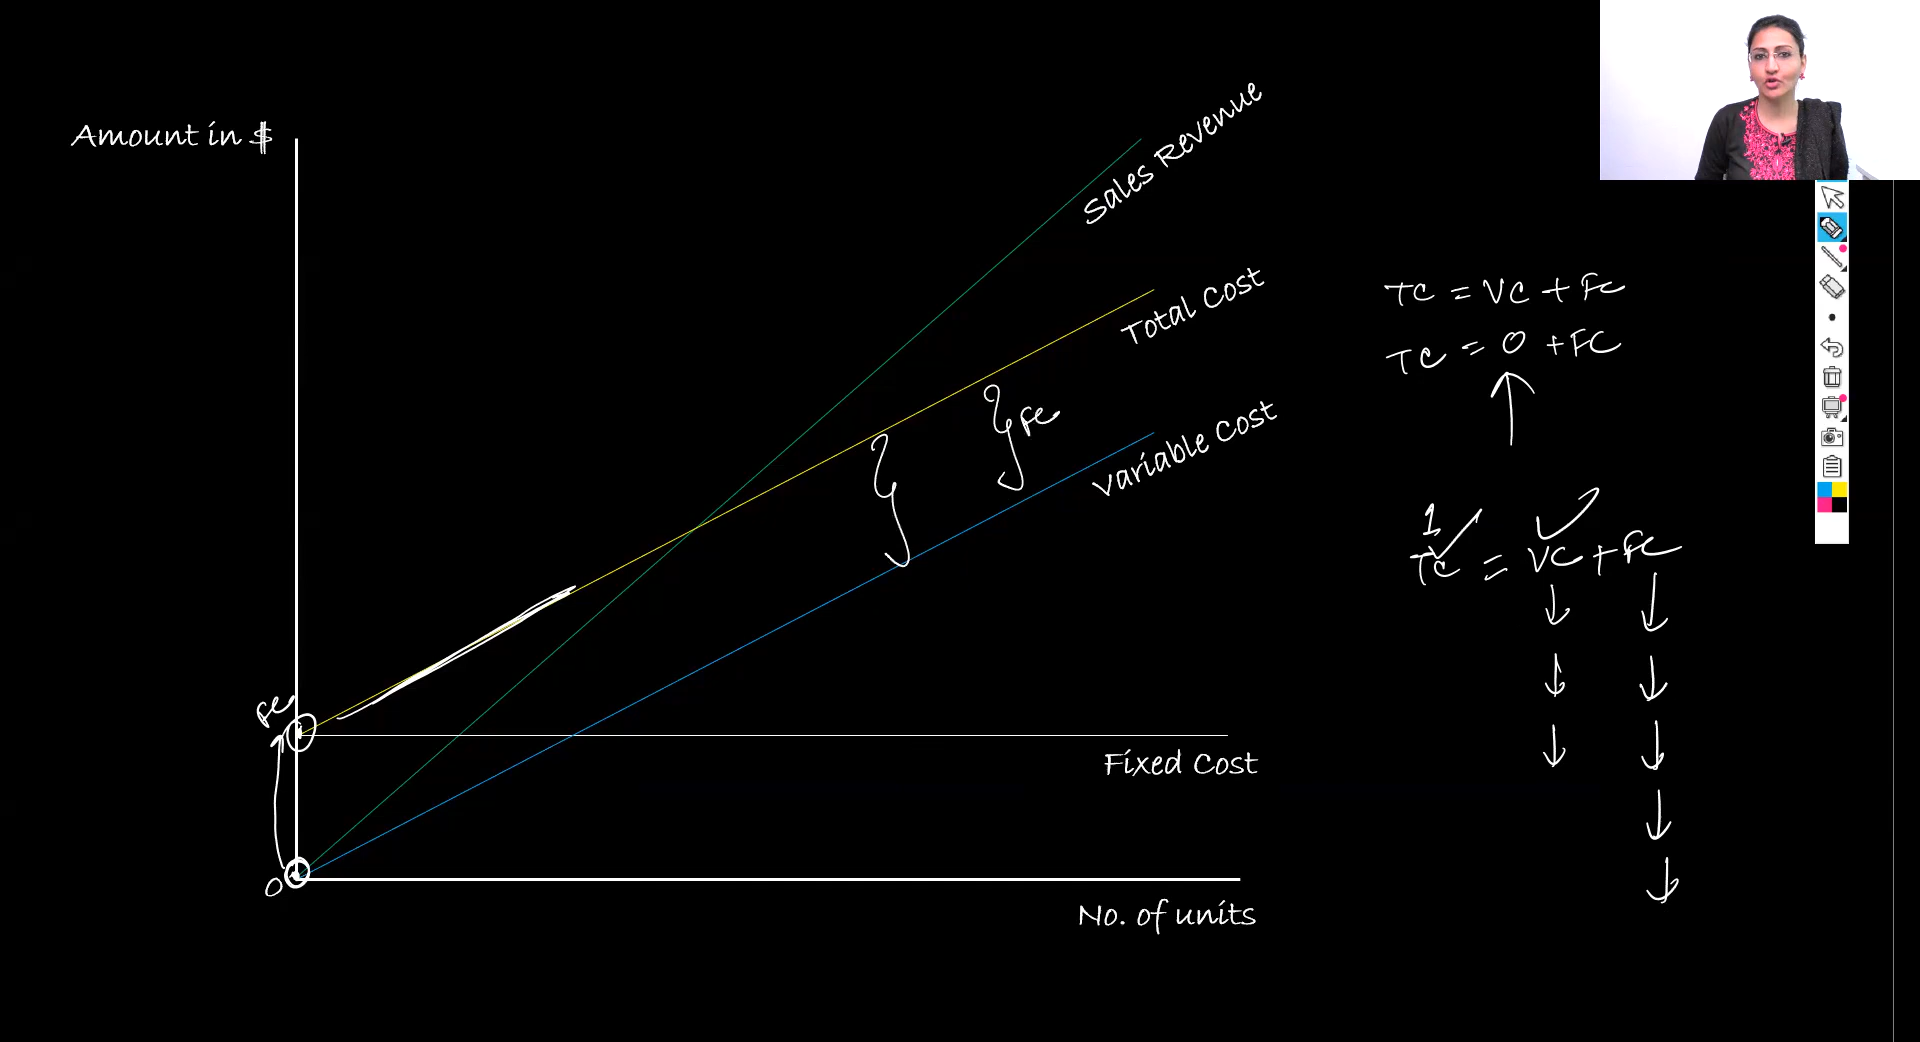 Amount in $
Sales Revenue
Total Cost
Variable Cost
TC = VC + FC
TC = 0 + FC
FC
1
TC = VC + FC
FC
Fixed Cost
0
No. of units